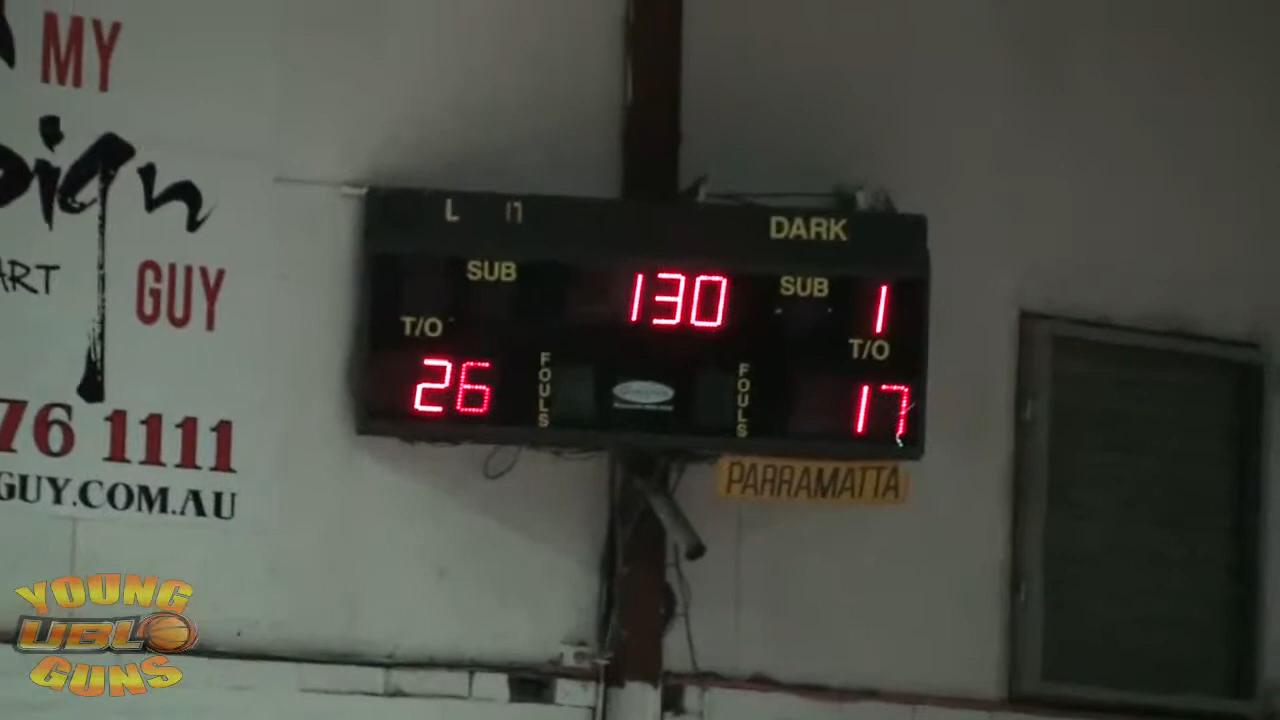 MY
sign
ART
GUY
76 1111
GUY.COM.AU
L
DARK
SUB
130
SUB
1
T/O
T/O
26
FOULS
FOULS
17
PARRAMATTA
YOUNG
UBL
GUNS